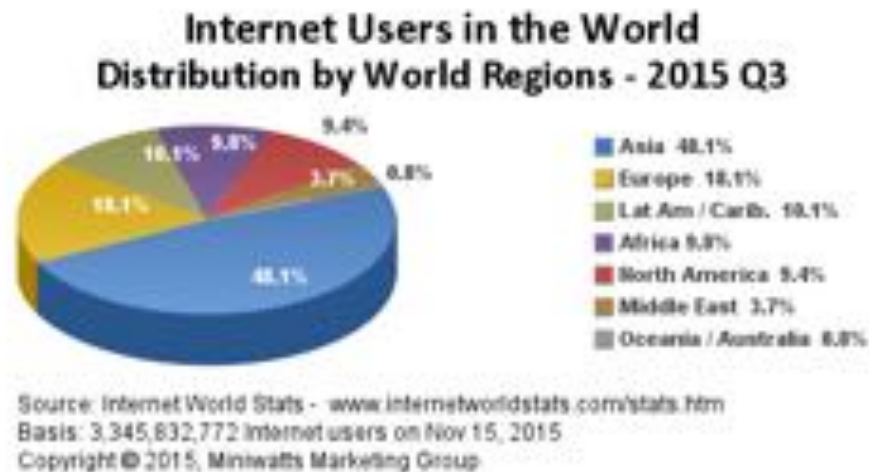 Internet Users in the World
Distribution by World Regions - 2015 Q3
9.4%
9.8%
10.1%
3.7%
0.8%
18.1%
48.1%
Asia 48.1%
Europe 18.1%
Lat Am / Carib. 10.1%
Africa 9.8%
North America 9.4%
Middle East 3.7%
Oceania / Australia 0.8%
Source: Internet World Stats - www.internetworldstats.com/stats.htm
Basis: 3,345,832,772 Internet users on Nov 15, 2015
Copyright © 2015, Miniwatts Marketing Group